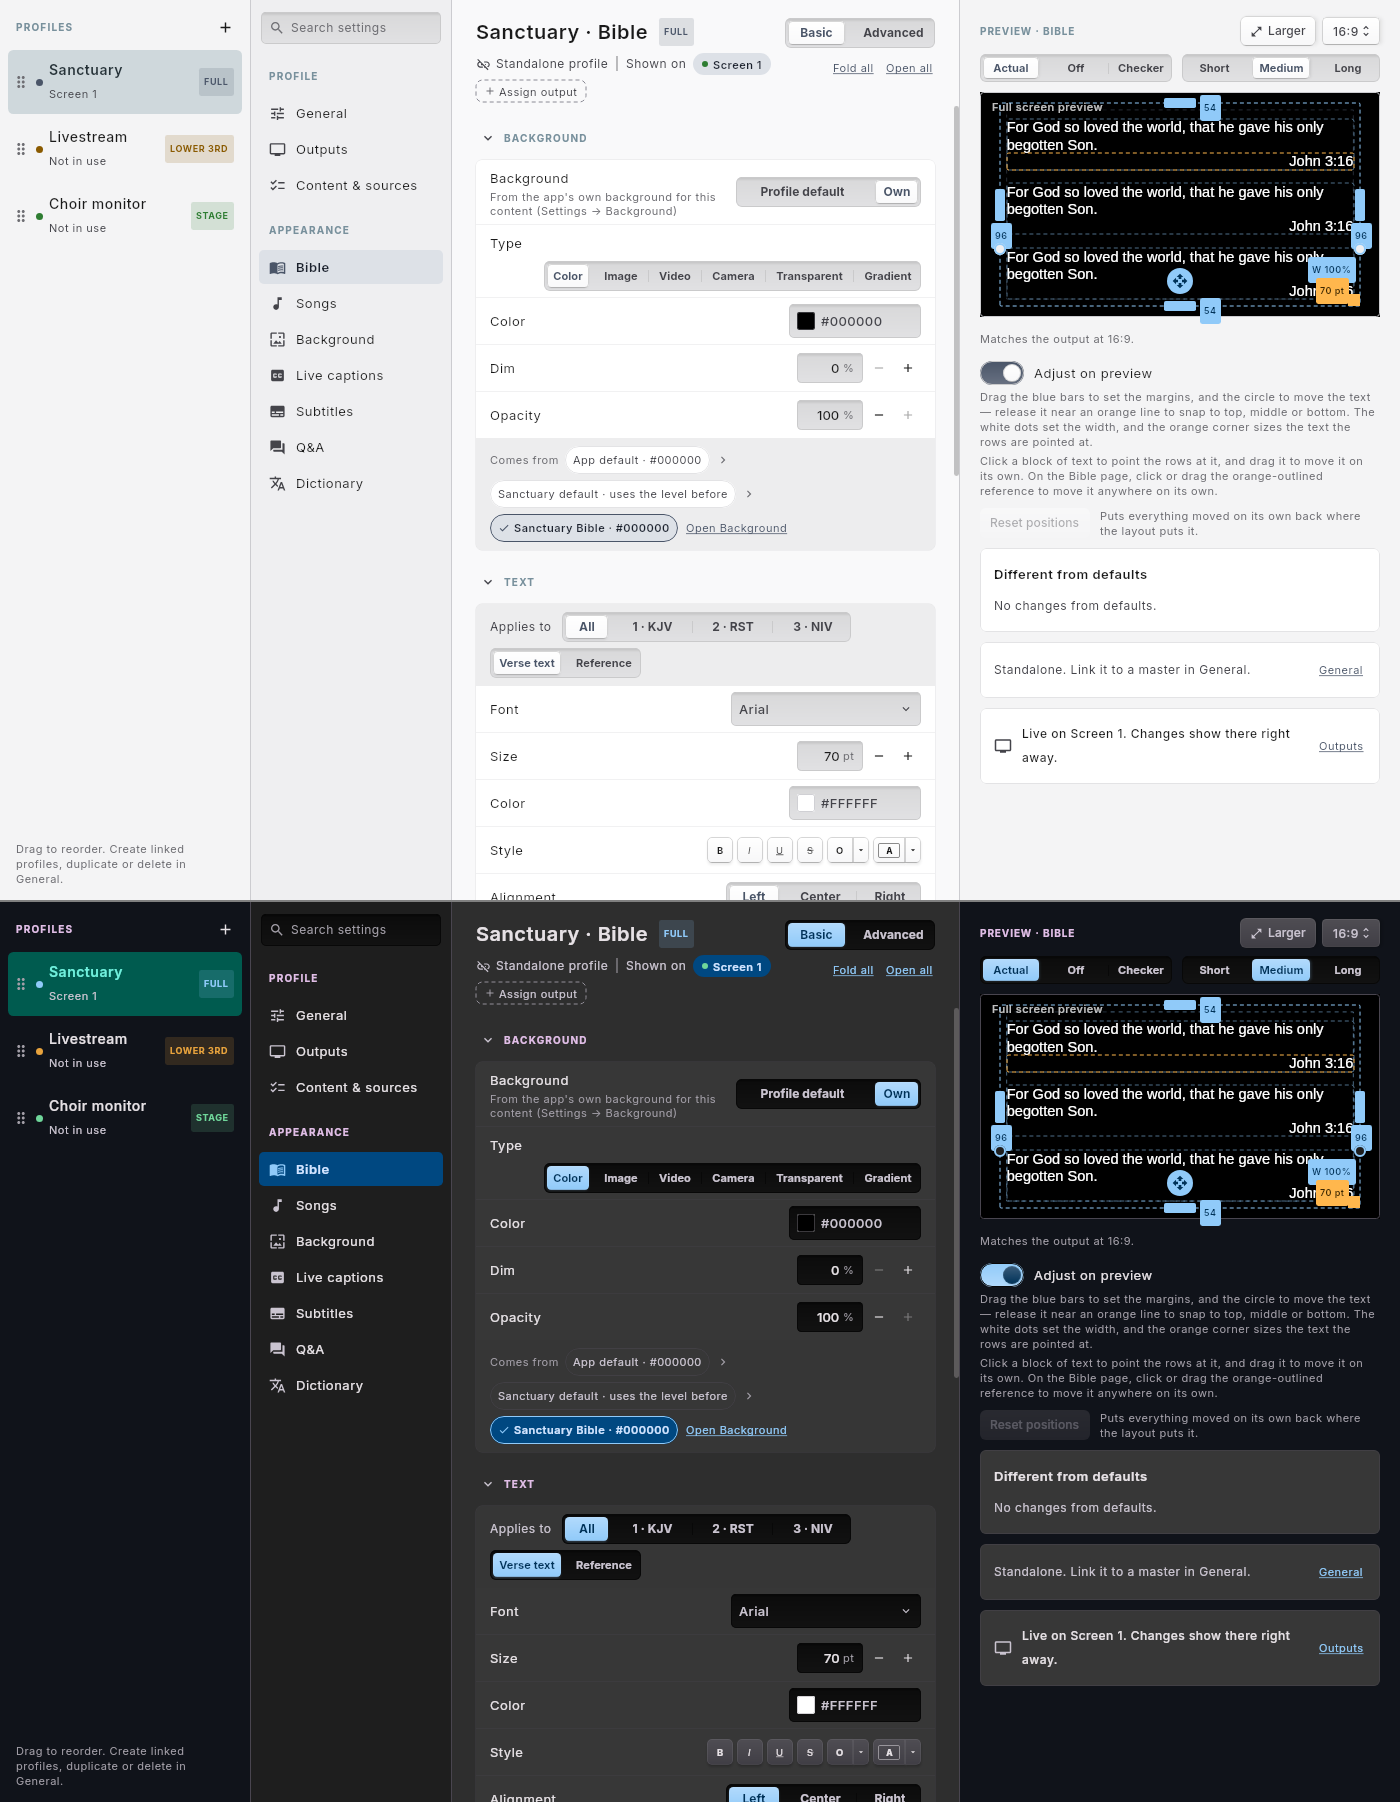 PROFILES
Sanctuary
Screen 1
FULL
Livestream
Not in use
LOWER 3RD
Choir monitor
Not in use
STAGE
Drag to reorder. Create linked
profiles, duplicate or delete in
General.
Search settings
PROFILE
General
Outputs
Content & sources
APPEARANCE
Bible
Songs
Background
Live captions
Subtitles
Q&A
Dictionary
Sanctuary · Bible
FULL
Basic Advanced
Standalone profile | Shown on Screen 1
Fold all Open all
+ Assign output
BACKGROUND
Background
From the app's own background for this
content (Settings → Background)
Profile default Own
Type
Color Image Video Camera Transparent Gradient
Color #000000
Dim 0 % − +
Opacity 100 % − +
Comes from App default · #000000
Sanctuary default · uses the level before
Sanctuary Bible · #000000 Open Background
TEXT
Applies to All 1 · KJV 2 · RST 3 · NIV
Verse text Reference
Font Arial
Size 70 pt − +
Color #FFFFFF
Style B I U S O A
Alignment Left Center Right
PREVIEW · BIBLE
Larger 16:9
Actual Off Checker Short Medium Long
Full screen preview
54
For God so loved the world, that he gave his only
begotten Son.
John 3:16
For God so loved the world, that he gave his only
begotten Son.
John 3:16
96 96
For God so loved the world, that he gave his only
begotten Son.
W 100%
John
70 pt
54
Matches the output at 16:9.
Adjust on preview
Drag the blue bars to set the margins, and the circle to move the text
— release it near an orange line to snap to top, middle or bottom. The
white dots set the width, and the orange corner sizes the text the
rows are pointed at.
Click a block of text to point the rows at it, and drag it to move it on
its own. On the Bible page, click or drag the orange-outlined
reference to move it anywhere on its own.
Reset positions
Puts everything moved on its own back where
the layout puts it.
Different from defaults
No changes from defaults.
Standalone. Link it to a master in General. General
Live on Screen 1. Changes show there right
away.
Outputs
PROFILES
Sanctuary
Screen 1
FULL
Livestream
Not in use
LOWER 3RD
Choir monitor
Not in use
STAGE
Drag to reorder. Create linked
profiles, duplicate or delete in
General.
Search settings
PROFILE
General
Outputs
Content & sources
APPEARANCE
Bible
Songs
Background
Live captions
Subtitles
Q&A
Dictionary
Sanctuary · Bible
FULL
Basic Advanced
Standalone profile | Shown on Screen 1
Fold all Open all
+ Assign output
BACKGROUND
Background
From the app's own background for this
content (Settings → Background)
Profile default Own
Type
Color Image Video Camera Transparent Gradient
Color #000000
Dim 0 % − +
Opacity 100 % − +
Comes from App default · #000000
Sanctuary default · uses the level before
Sanctuary Bible · #000000 Open Background
TEXT
Applies to All 1 · KJV 2 · RST 3 · NIV
Verse text Reference
Font Arial
Size 70 pt − +
Color #FFFFFF
Style B I U S O A
Alignment Left Center Right
PREVIEW · BIBLE
Larger 16:9
Actual Off Checker Short Medium Long
Full screen preview
54
For God so loved the world, that he gave his only
begotten Son.
John 3:16
For God so loved the world, that he gave his only
begotten Son.
John 3:16
96 96
For God so loved the world, that he gave his only
begotten Son.
W 100%
John
70 pt
54
Matches the output at 16:9.
Adjust on preview
Drag the blue bars to set the margins, and the circle to move the text
— release it near an orange line to snap to top, middle or bottom. The
white dots set the width, and the orange corner sizes the text the
rows are pointed at.
Click a block of text to point the rows at it, and drag it to move it on
its own. On the Bible page, click or drag the orange-outlined
reference to move it anywhere on its own.
Reset positions
Puts everything moved on its own back where
the layout puts it.
Different from defaults
No changes from defaults.
Standalone. Link it to a master in General. General
Live on Screen 1. Changes show there right
away.
Outputs